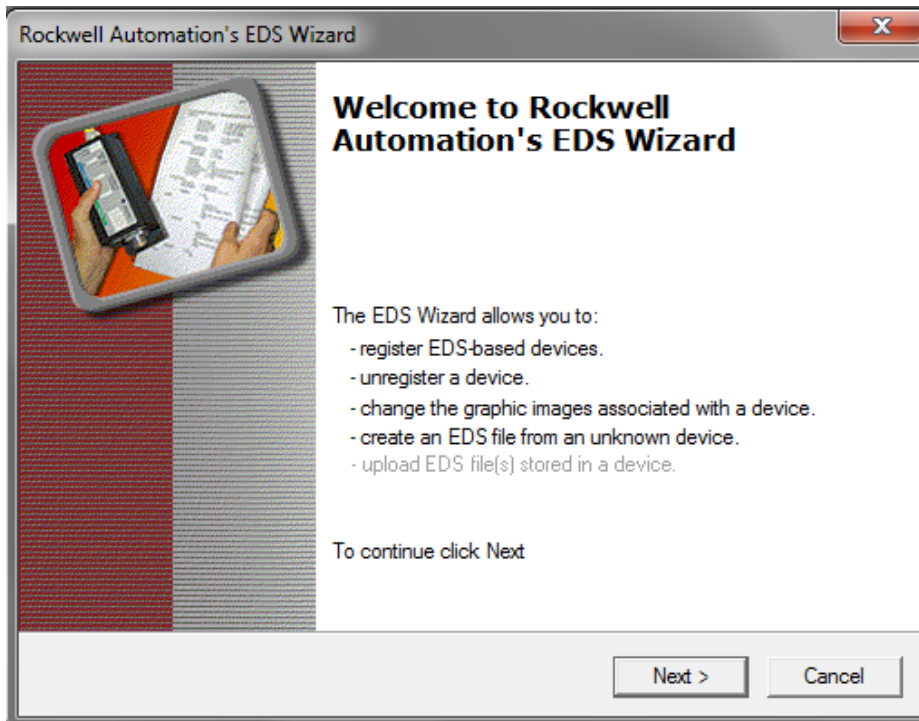 Rockwell Automation's EDS Wizard
Welcome to Rockwell
Automation's EDS Wizard
The EDS Wizard allows you to:
- register EDS-based devices.
- unregister a device.
- change the graphic images associated with a device.
- create an EDS file from an unknown device.
- upload EDS file(s) stored in a device.
To continue click Next
Next >
Cancel